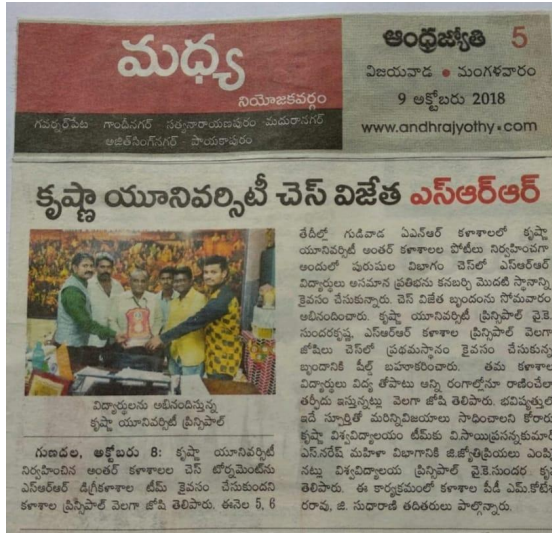 మధ్య
నియోజకవర్గం
గవర్నర్‌పేట - గాంధీనగర్ - సత్యనారాయణపురం - మధురానగర్
అజిత్‌సింగ్‌నగర్ - పాయకాపురం
ఆంధ్రజ్యోతి 5
విజయవాడ • మంగళవారం
9 అక్టోబరు 2018
www.andhrajyothy.com
కృష్ణా యూనివర్సిటీ చెస్ విజేత ఎస్ఆర్ఆర్
విద్యార్థులను అభినందిస్తున్న
కృష్ణా యూనివర్సిటీ ప్రిన్సిపాల్
గుణదల, అక్టోబరు 8: కృష్ణా యూనివర్సిటీ
నిర్వహించిన అంతర్ కళాశాలల చెస్ టోర్నమెంట్‌ను
ఎస్ఆర్ఆర్ డిగ్రీకళాశాల టీమ్ కైవసం చేసుకుందని
కళాశాల ప్రిన్సిపాల్ వెలగా జోషి తెలిపారు. ఈనెల 5, 6
తేదీల్లో గుడివాడ ఏఎన్ఆర్ కళాశాలలో కృష్ణా
యూనివర్సిటీ అంతర్ కళాశాలల పోటీలు నిర్వహించగా
అందులో పురుషుల విభాగం చెస్‌లో ఎస్ఆర్ఆర్
విద్యార్థులు అసమాన ప్రతిభను కనబర్చి మొదటి స్థానాన్ని
కైవసం చేసుకున్నారు. చెస్ విజేత బృందంను సోమవారం
అభినందించారు. కృష్ణా యూనివర్సిటీ ప్రిన్సిపాల్ వై.కె.
సుందరకృష్ణ, ఎస్ఆర్ఆర్ కళాశాల ప్రిన్సిపాల్ వెలగా
జోషిలు చెస్‌లో ప్రథమస్థానం కైవసం చేసుకున్న
బృందానికి షీల్డ్ బహూకరించారు. తమ కళాశాల
విద్యార్థులు విద్య తోపాటు అన్ని రంగాల్లోనూ రాణించేలా
తర్ఫీదు ఇస్తున్నట్లు వెలగా జోషి తెలిపారు. భవిష్యత్తులో
ఇదే స్ఫూర్తితో మరిన్నివిజయాలు సాధించాలని కోరారు.
కృష్ణా విశ్వవిద్యాలయం టీమ్‌కు వి.సాయిప్రసన్నకుమార్
ఎస్.నరేష్ మహిళా విభాగానికి జి.జ్యోతిప్రియలు ఎంపి
నట్లు విశ్వవిద్యాలయ ప్రిన్సిపాల్ వై.కె.సుందర కృ
తెలిపారు. ఈ కార్యక్రమంలో కళాశాల పీడీ ఎమ్.కోటేశ
రరావు, జి. సుధారాణి తదితరులు పాల్గొన్నారు.